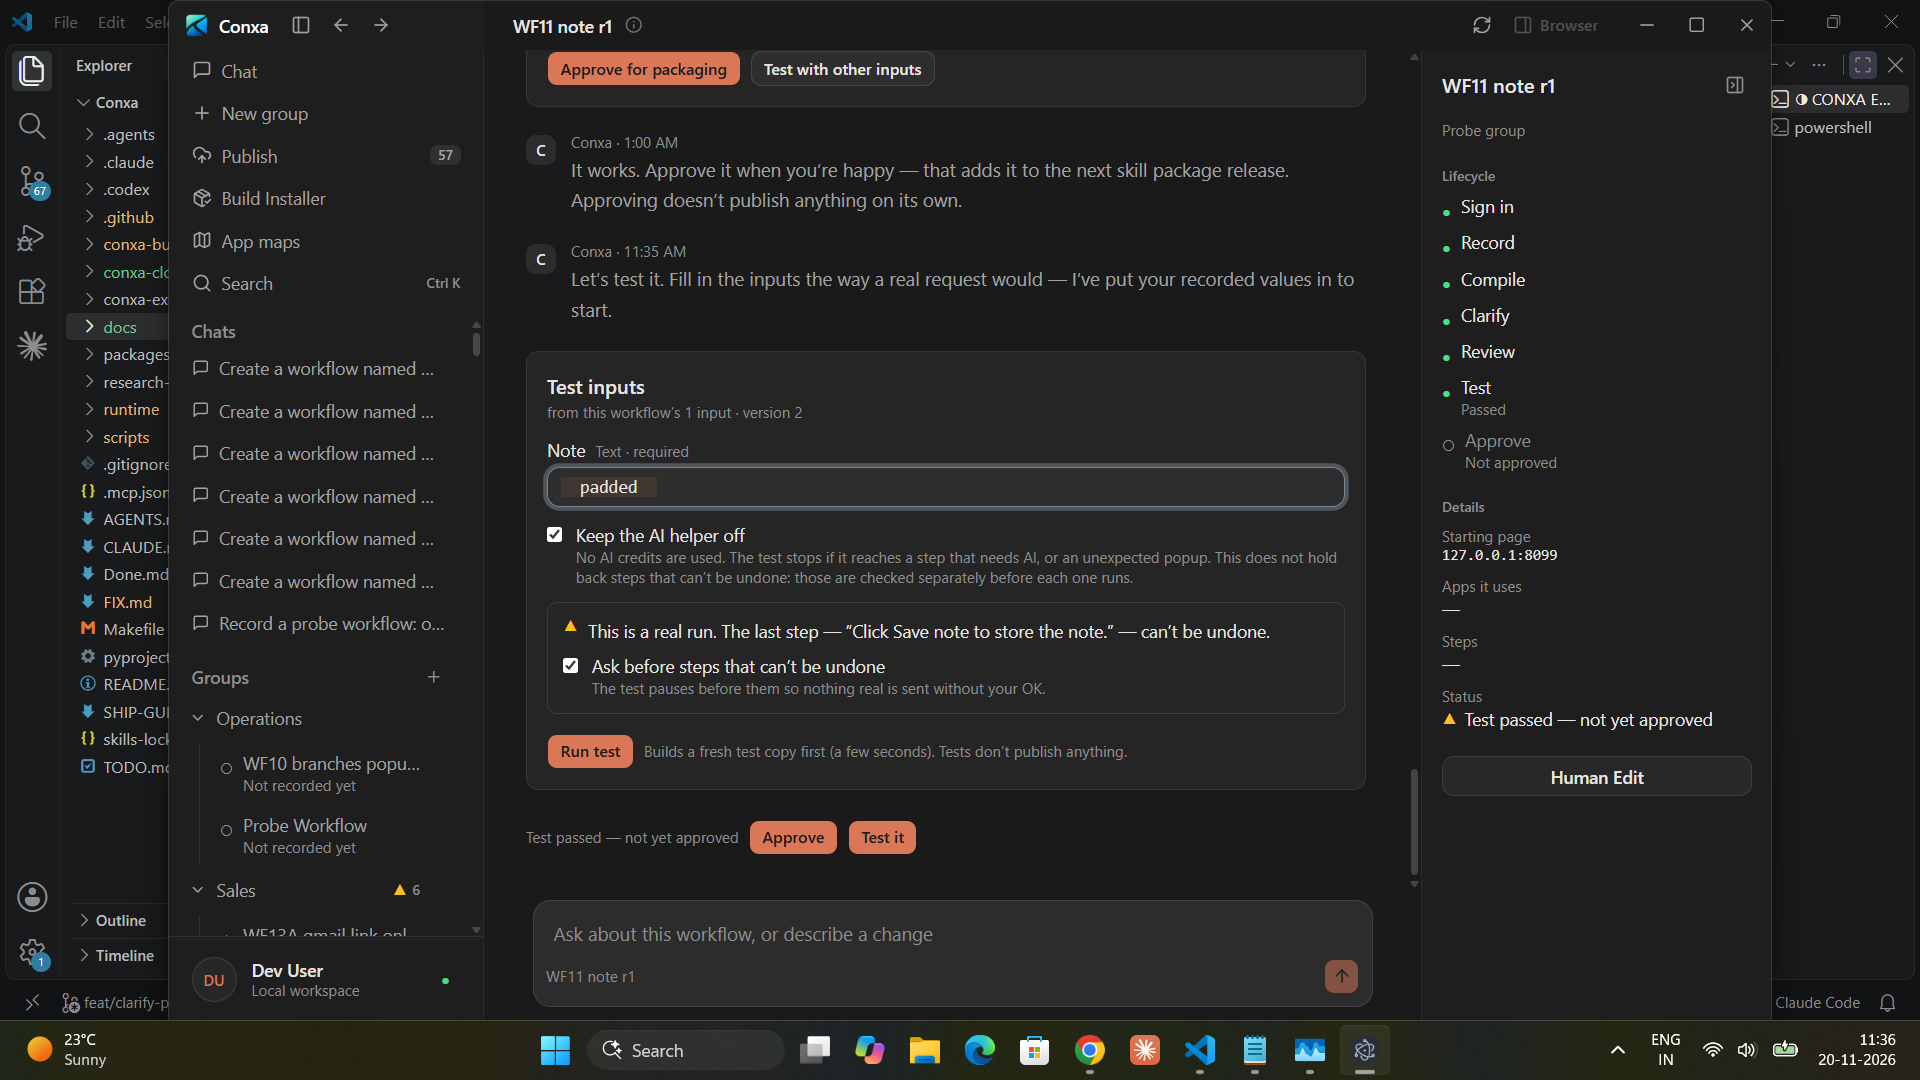 File Edit
Explorer
Conxa
.agents
.claude
.codex
.github
docs
packages
runtime
scripts
.gitignore
AGENTS.
CLAUDE.
Done.md
FIX.md
Makefile
README.
Outline
Timeline
67
1
feat/clarify-p
Conxa
Chat
New group
Publish 57
Build Installer
App maps
Search Ctrl K
Chats
Create a workflow named ...
Create a workflow named ...
Create a workflow named ...
Create a workflow named ...
Create a workflow named ...
Create a workflow named ...
Record a probe workflow: o...
Groups
Operations
WF10 branches popu...
Not recorded yet
Probe Workflow
Not recorded yet
Sales 6
WF13A gmail link onl
DU
Dev User
Local workspace
WF11 note r1
Browser
Approve for packaging Test with other inputs
C
Conxa · 1:00 AM
It works. Approve it when you’re happy — that adds it to the next skill package release.
Approving doesn’t publish anything on its own.
C
Conxa · 11:35 AM
Let’s test it. Fill in the inputs the way a real request would — I’ve put your recorded values in to
start.
Test inputs
from this workflow’s 1 input · version 2
Note Text · required
padded
Keep the AI helper off
No AI credits are used. The test stops if it reaches a step that needs AI, or an unexpected popup. This does not hold
back steps that can’t be undone: those are checked separately before each one runs.
This is a real run. The last step — “Click Save note to store the note.” — can’t be undone.
Ask before steps that can’t be undone
The test pauses before them so nothing real is sent without your OK.
Run test Builds a fresh test copy first (a few seconds). Tests don’t publish anything.
Test passed — not yet approved Approve Test it
Ask about this workflow, or describe a change
WF11 note r1
WF11 note r1
Probe group
Lifecycle
Sign in
Record
Compile
Clarify
Review
Test
Passed
Approve
Not approved
Details
Starting page
127.0.0.1:8099
Apps it uses
—
Steps
—
Status
Test passed — not yet approved
Human Edit
CONXA E...
powershell
Claude Code
23°C
Sunny
Search
ENG
IN
11:36
20-11-2026